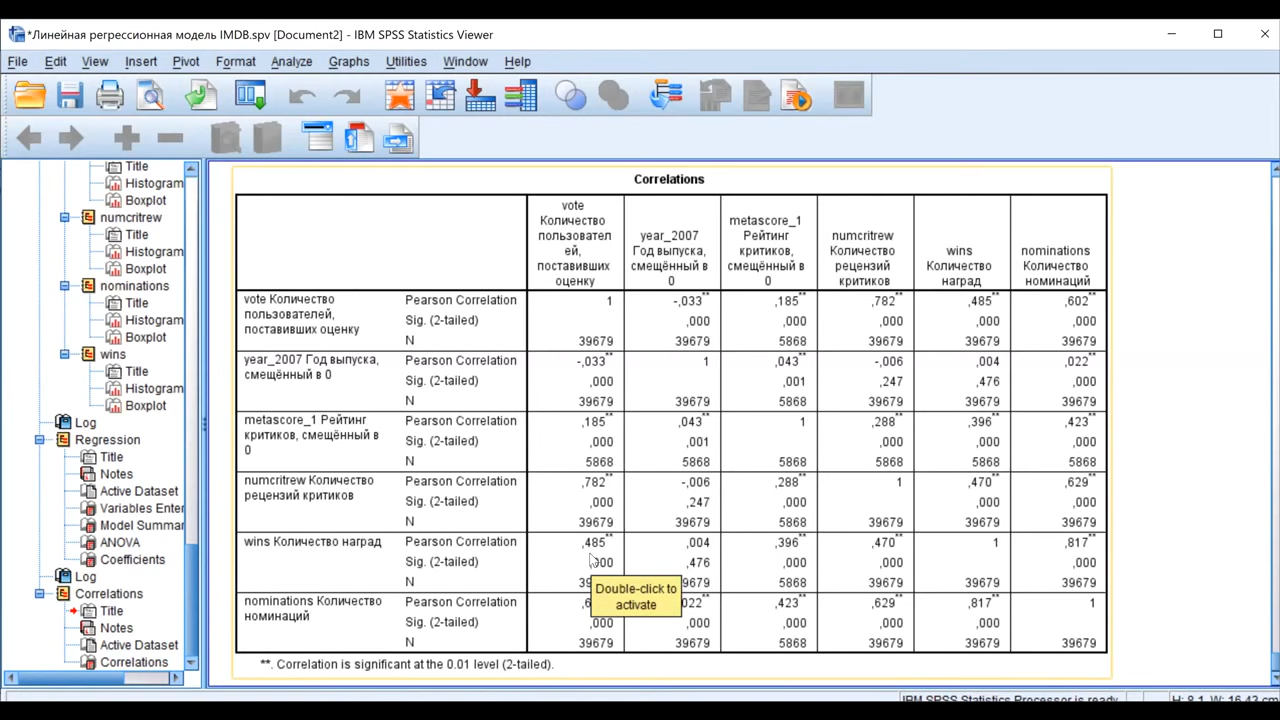 *Линейная регрессионная модель IMDB.spv [Document2] - IBM SPSS Statistics Viewer
File Edit View Insert Pivot Format Analyze Graphs Utilities Window Help
Title
Histogram
Boxplot
numcritrew
Title
Histogram
Boxplot
nominations
Title
Histogram
Boxplot
wins
Title
Histogram
Boxplot
Log
Regression
Title
Notes
Active Dataset
Variables Enter
Model Summar
ANOVA
Coefficients
Log
Correlations
Title
Notes
Active Dataset
Correlations
Correlations
vote
Количество
пользовател
ей,
поставивших
оценку
year_2007
Год выпуска,
смещённый в
0
metascore_1
Рейтинг
критиков,
смещённый в
0
numcritrew
Количество
рецензий
критиков
wins
Количество
наград
nominations
Количество
номинаций
vote Количество
пользователей,
поставивших оценку
Pearson Correlation 1 -,033** ,185** ,782** ,485** ,602**
Sig. (2-tailed) ,000 ,000 ,000 ,000 ,000
N 39679 39679 5868 39679 39679 39679
year_2007 Год выпуска,
смещённый в 0
Pearson Correlation -,033** 1 ,043** -,006 ,004 ,022**
Sig. (2-tailed) ,000 ,001 ,247 ,476 ,000
N 39679 39679 5868 39679 39679 39679
metascore_1 Рейтинг
критиков, смещённый в
0
Pearson Correlation ,185** ,043** 1 ,288** ,396** ,423**
Sig. (2-tailed) ,000 ,001 ,000 ,000 ,000
N 5868 5868 5868 5868 5868 5868
numcritrew Количество
рецензий критиков
Pearson Correlation ,782** -,006 ,288** 1 ,470** ,629**
Sig. (2-tailed) ,000 ,247 ,000 ,000 ,000
N 39679 39679 5868 39679 39679 39679
wins Количество наград
Pearson Correlation ,485** ,004 ,396** ,470** 1 ,817**
Sig. (2-tailed) ,000 ,476 ,000 ,000 ,000
N 39 9679 5868 39679 39679 39679
Double-click to
activate
nominations Количество
номинаций
Pearson Correlation ,6 022** ,423** ,629** ,817** 1
Sig. (2-tailed) ,000 ,000 ,000 ,000 ,000
N 39679 39679 5868 39679 39679 39679
**. Correlation is significant at the 0.01 level (2-tailed).
IBM SPSS Statistics Processor is ready
H: 8,1, W: 16,43 cm